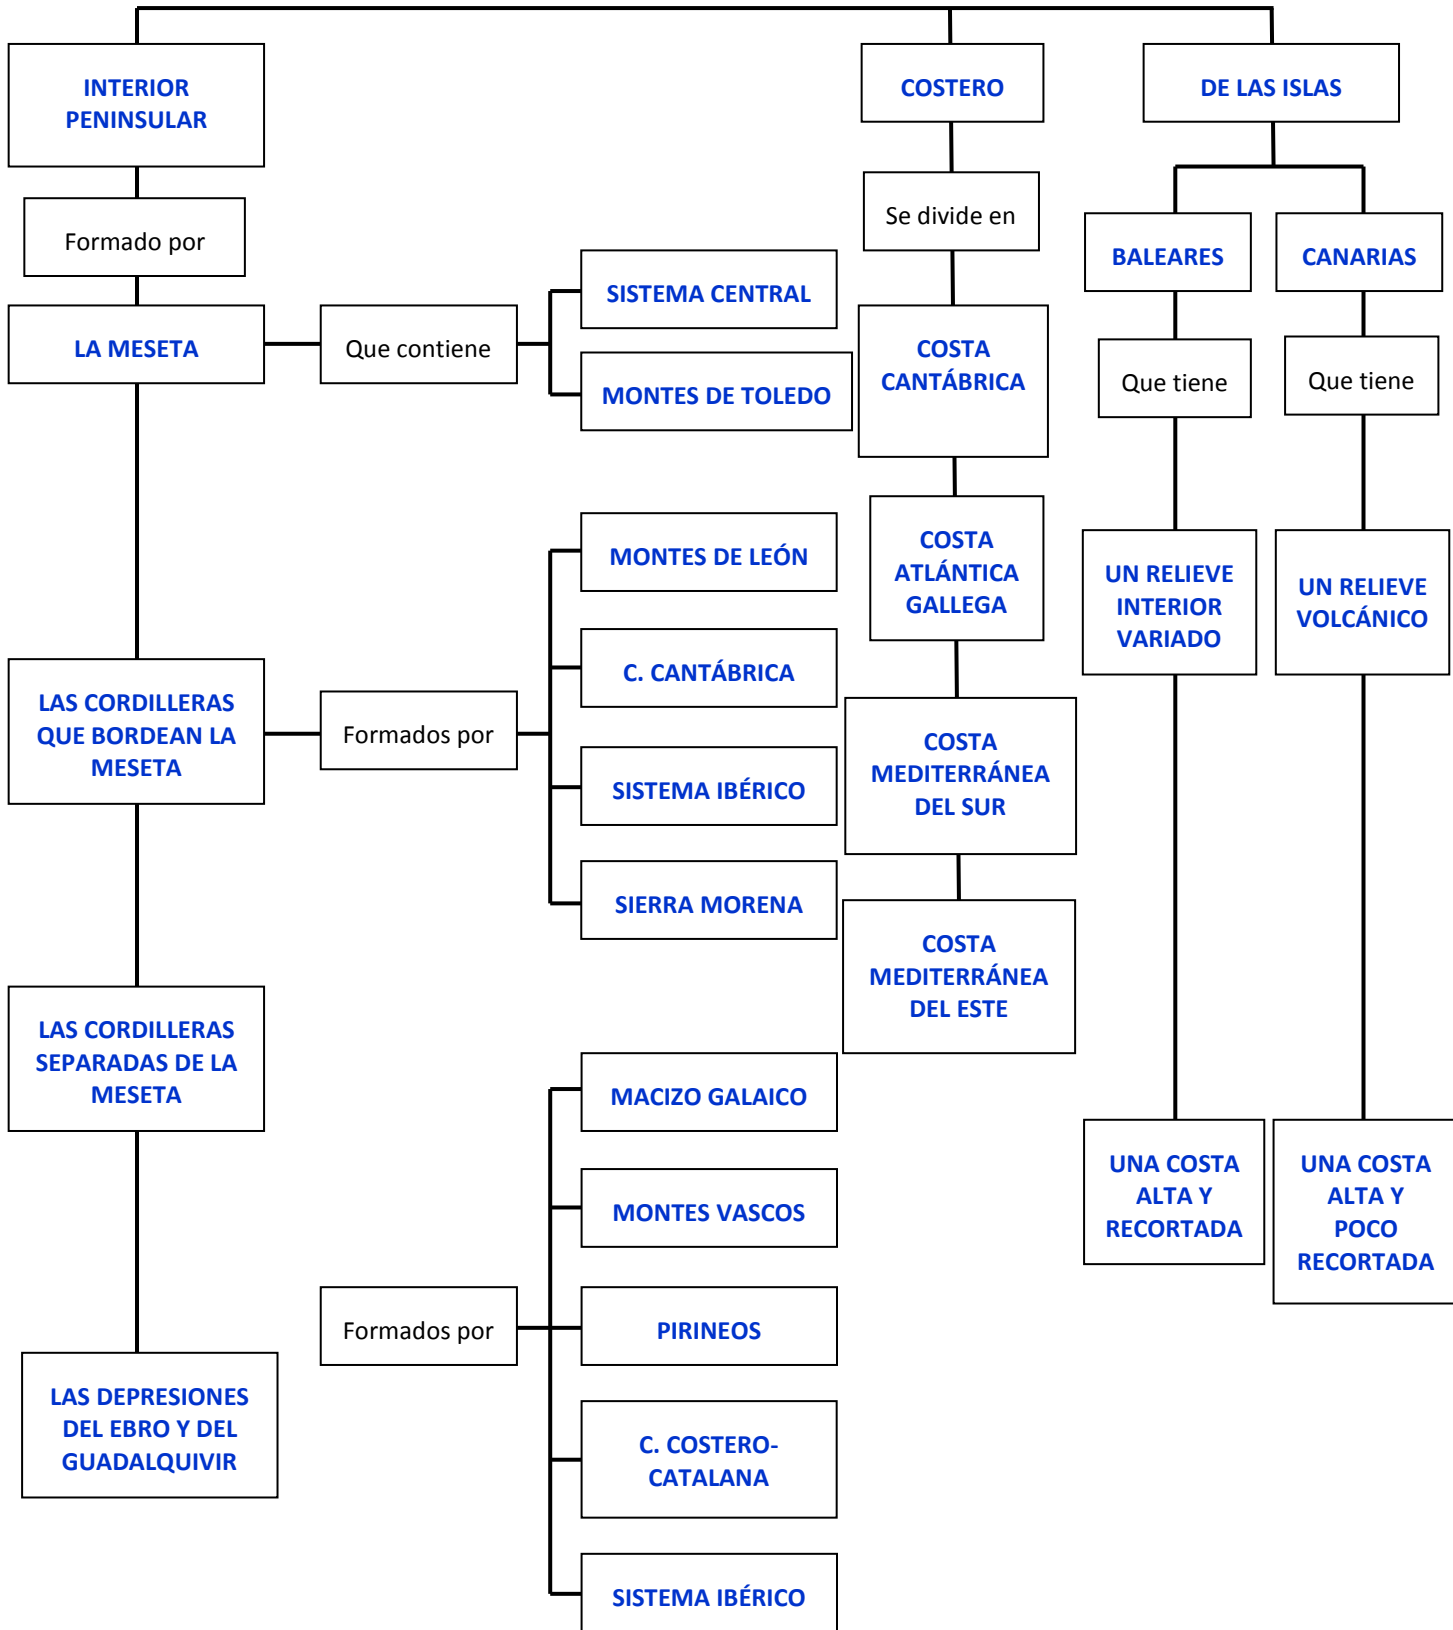 INTERIOR
PENINSULAR
COSTERO
DE LAS ISLAS
Formado por
Se divide en
BALEARES
CANARIAS
LA MESETA
Que contiene
SISTEMA CENTRAL
MONTES DE TOLEDO
COSTA
CANTÁBRICA
Que tiene
Que tiene
MONTES DE LEÓN
C. CANTÁBRICA
SISTEMA IBÉRICO
SIERRA MORENA
LAS CORDILLERAS
QUE BORDEAN LA
MESETA
Formados por
COSTA
ATLÁNTICA
GALLEGA
UN RELIEVE
INTERIOR
VARIADO
UN RELIEVE
VOLCÁNICO
COSTA
MEDITERRÁNEA
DEL SUR
COSTA
MEDITERRÁNEA
DEL ESTE
LAS CORDILLERAS
SEPARADAS DE LA
MESETA
MACIZO GALAICO
MONTES VASCOS
UNA COSTA
ALTA Y
RECORTADA
UNA COSTA
ALTA Y
POCO
RECORTADA
Formados por
PIRINEOS
LAS DEPRESIONES
DEL EBRO Y DEL
GUADALQUIVIR
C. COSTERO-
CATALANA
SISTEMA IBÉRICO